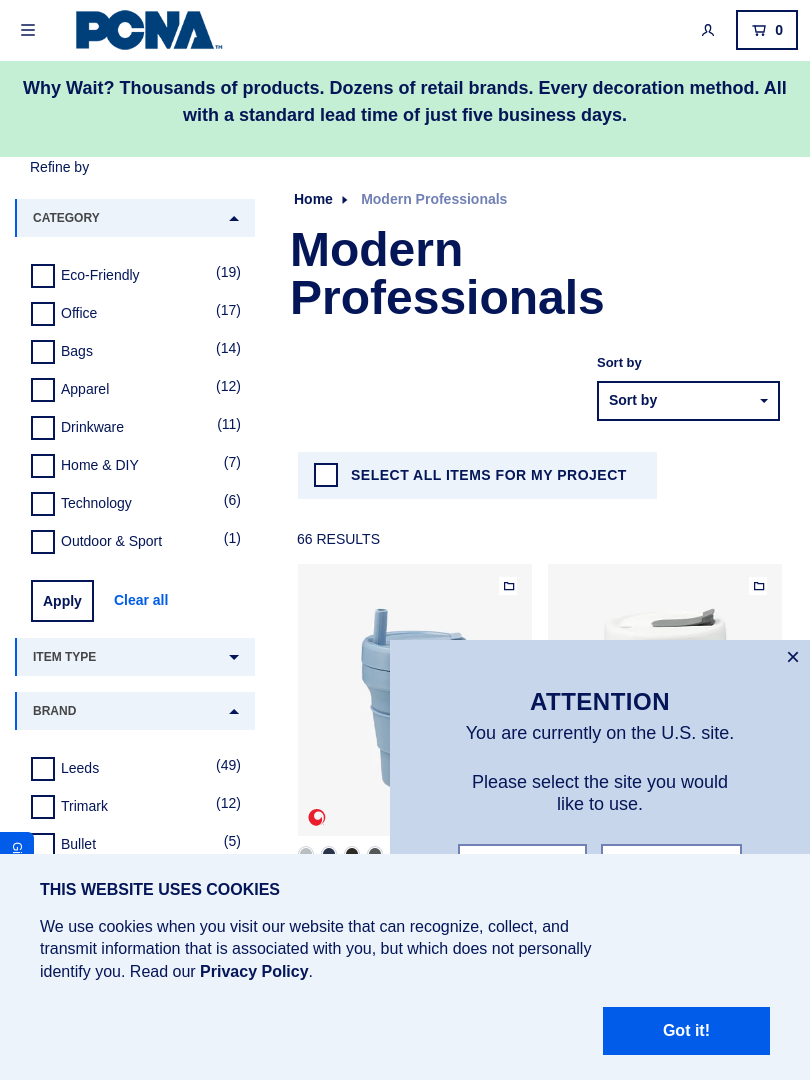 PCNA TM
0
Why Wait? Thousands of products. Dozens of retail brands. Every decoration method. All
with a standard lead time of just five business days.
Refine by
Home Modern Professionals
CATEGORY
Modern
Professionals
Eco-Friendly (19)
Office (17)
Bags (14)
Apparel (12)
Drinkware (11)
Home & DIY (7)
Technology (6)
Outdoor & Sport (1)
Apply Clear all
Sort by
Sort by
SELECT ALL ITEMS FOR MY PROJECT
66 RESULTS
ITEM TYPE
BRAND
Leeds (49)
Trimark (12)
Bullet (5)
ATTENTION
You are currently on the U.S. site.
Please select the site you would
like to use.
THIS WEBSITE USES COOKIES
We use cookies when you visit our website that can recognize, collect, and
transmit information that is associated with you, but which does not personally
identify you. Read our Privacy Policy.
Got it!